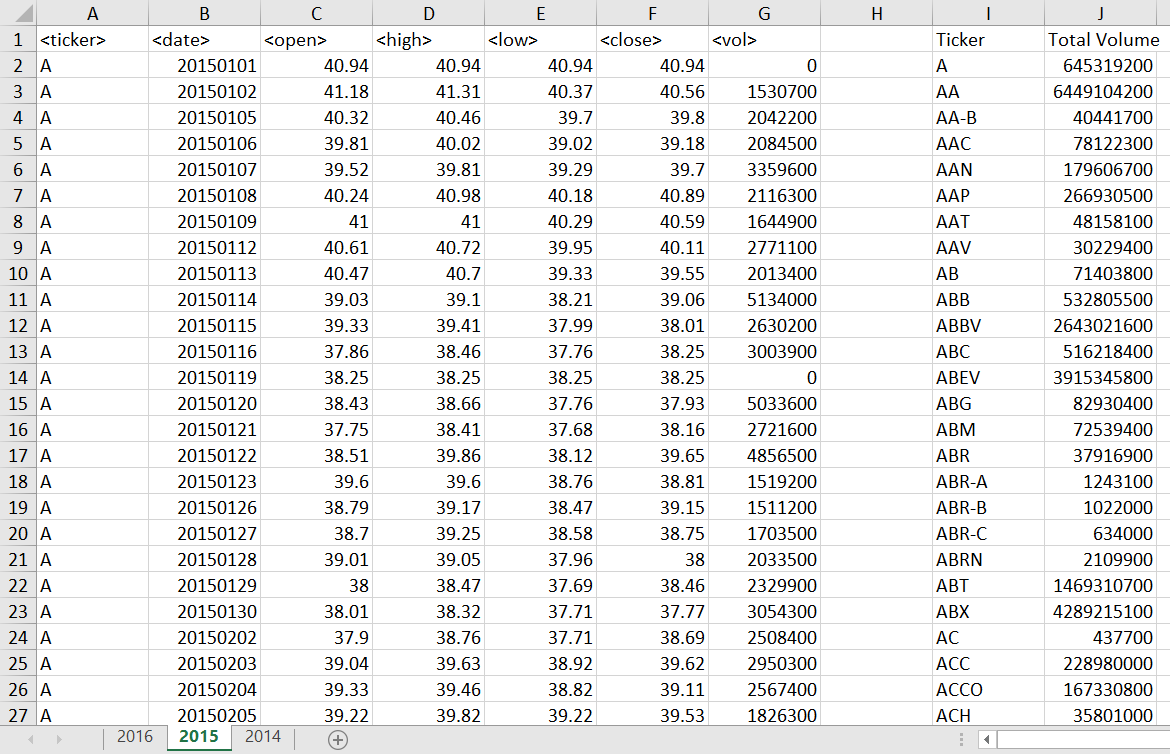 A B C D E F G H I J
1 <ticker> <date> <open> <high> <low> <close> <vol> Ticker Total Volume
2 A 20150101 40.94 40.94 40.94 40.94 0 A 645319200
3 A 20150102 41.18 41.31 40.37 40.56 1530700 AA 6449104200
4 A 20150105 40.32 40.46 39.7 39.8 2042200 AA-B 40441700
5 A 20150106 39.81 40.02 39.02 39.18 2084500 AAC 78122300
6 A 20150107 39.52 39.81 39.29 39.7 3359600 AAN 179606700
7 A 20150108 40.24 40.98 40.18 40.89 2116300 AAP 266930500
8 A 20150109 41 41 40.29 40.59 1644900 AAT 48158100
9 A 20150112 40.61 40.72 39.95 40.11 2771100 AAV 30229400
10 A 20150113 40.47 40.7 39.33 39.55 2013400 AB 71403800
11 A 20150114 39.03 39.1 38.21 39.06 5134000 ABB 532805500
12 A 20150115 39.33 39.41 37.99 38.01 2630200 ABBV 2643021600
13 A 20150116 37.86 38.46 37.76 38.25 3003900 ABC 516218400
14 A 20150119 38.25 38.25 38.25 38.25 0 ABEV 3915345800
15 A 20150120 38.43 38.66 37.76 37.93 5033600 ABG 82930400
16 A 20150121 37.75 38.41 37.68 38.16 2721600 ABM 72539400
17 A 20150122 38.51 39.86 38.12 39.65 4856500 ABR 37916900
18 A 20150123 39.6 39.6 38.76 38.81 1519200 ABR-A 1243100
19 A 20150126 38.79 39.17 38.47 39.15 1511200 ABR-B 1022000
20 A 20150127 38.7 39.25 38.58 38.75 1703500 ABR-C 634000
21 A 20150128 39.01 39.05 37.96 38 2033500 ABRN 2109900
22 A 20150129 38 38.47 37.69 38.46 2329900 ABT 1469310700
23 A 20150130 38.01 38.32 37.71 37.77 3054300 ABX 4289215100
24 A 20150202 37.9 38.76 37.71 38.69 2508400 AC 437700
25 A 20150203 39.04 39.63 38.92 39.62 2950300 ACC 228980000
26 A 20150204 39.33 39.46 38.82 39.11 2567400 ACCO 167330800
27 A 20150205 39.22 39.82 39.22 39.53 1826300 ACH 35801000
2016 2015 2014